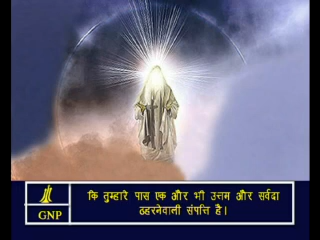 कि तुम्हारे पास एक और भी उत्तम और सर्वदा
ठहरनेवाली संपत्ति है।
GNP